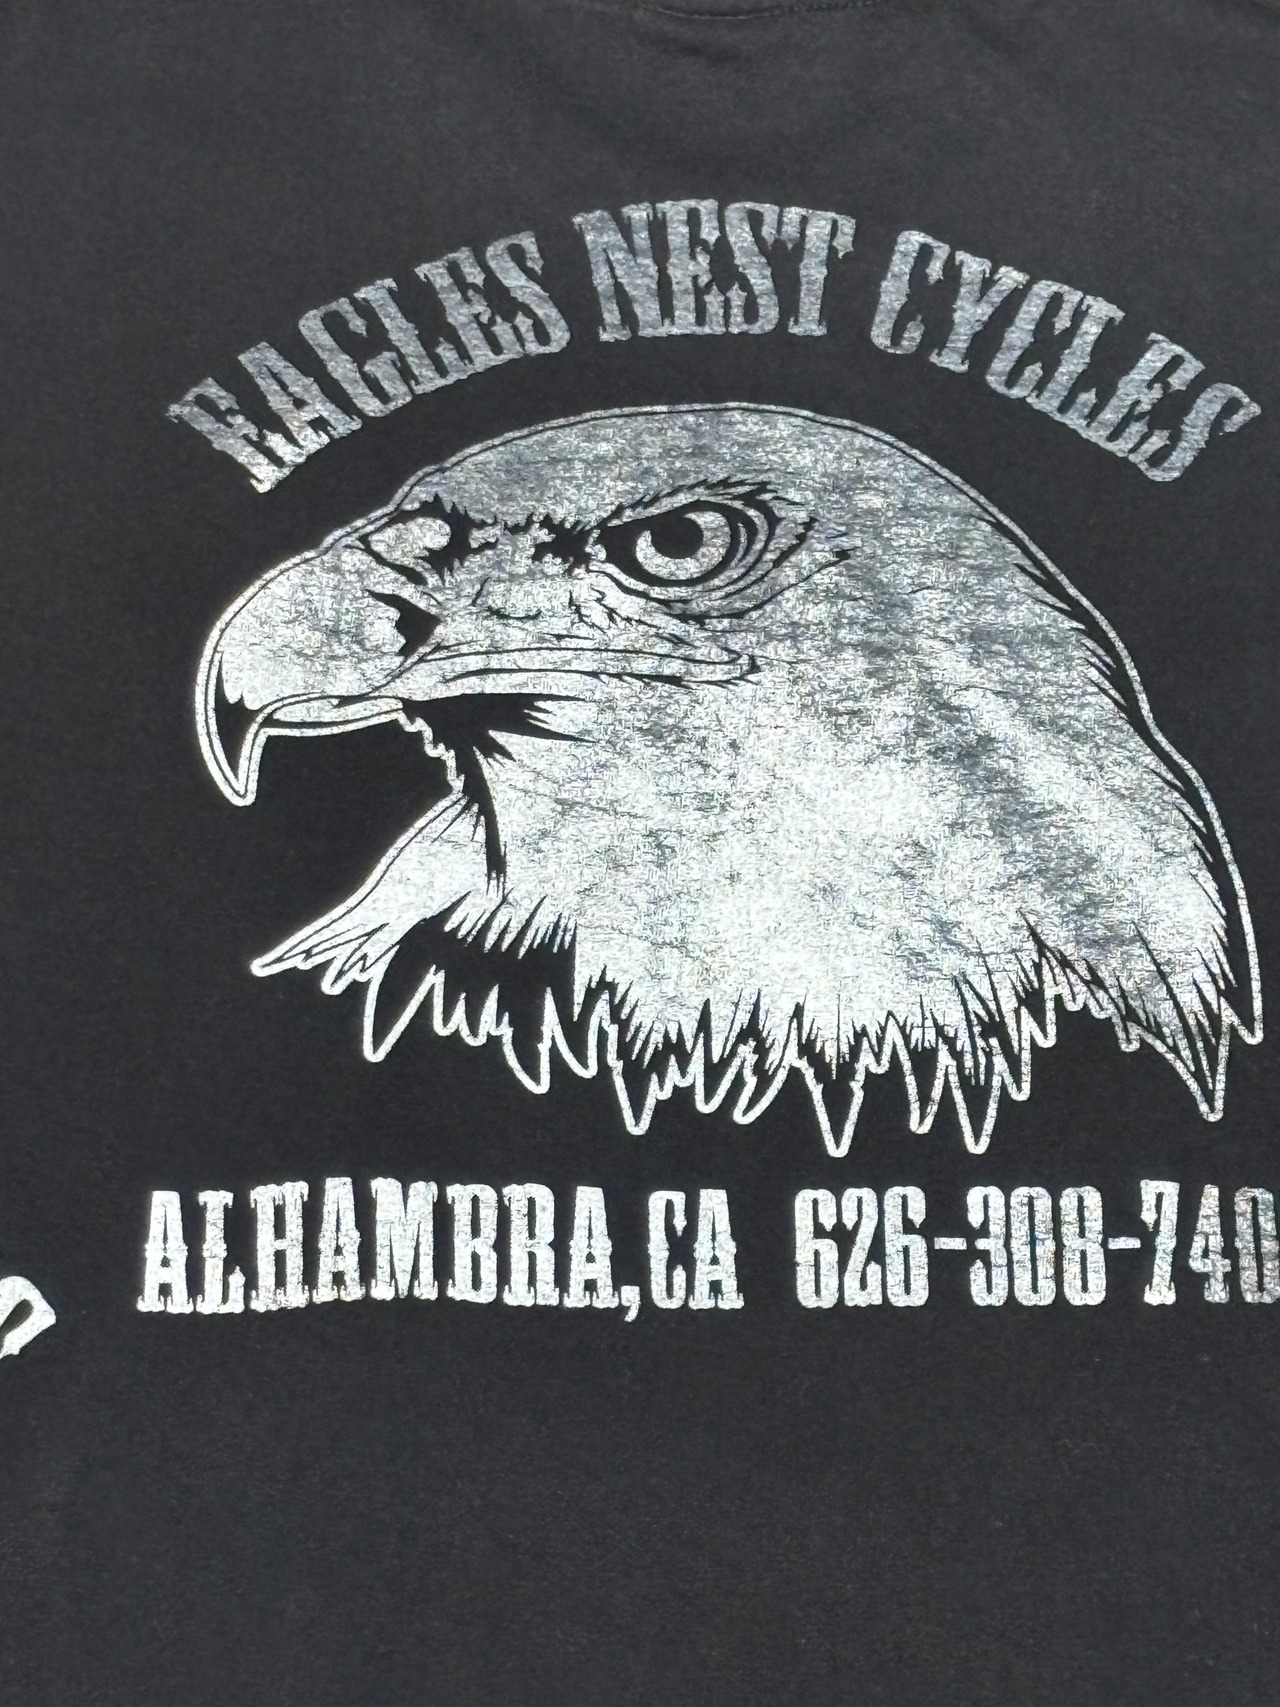 EAGLES NEST CYCLES
ALHAMBRA,CA 626-308-740